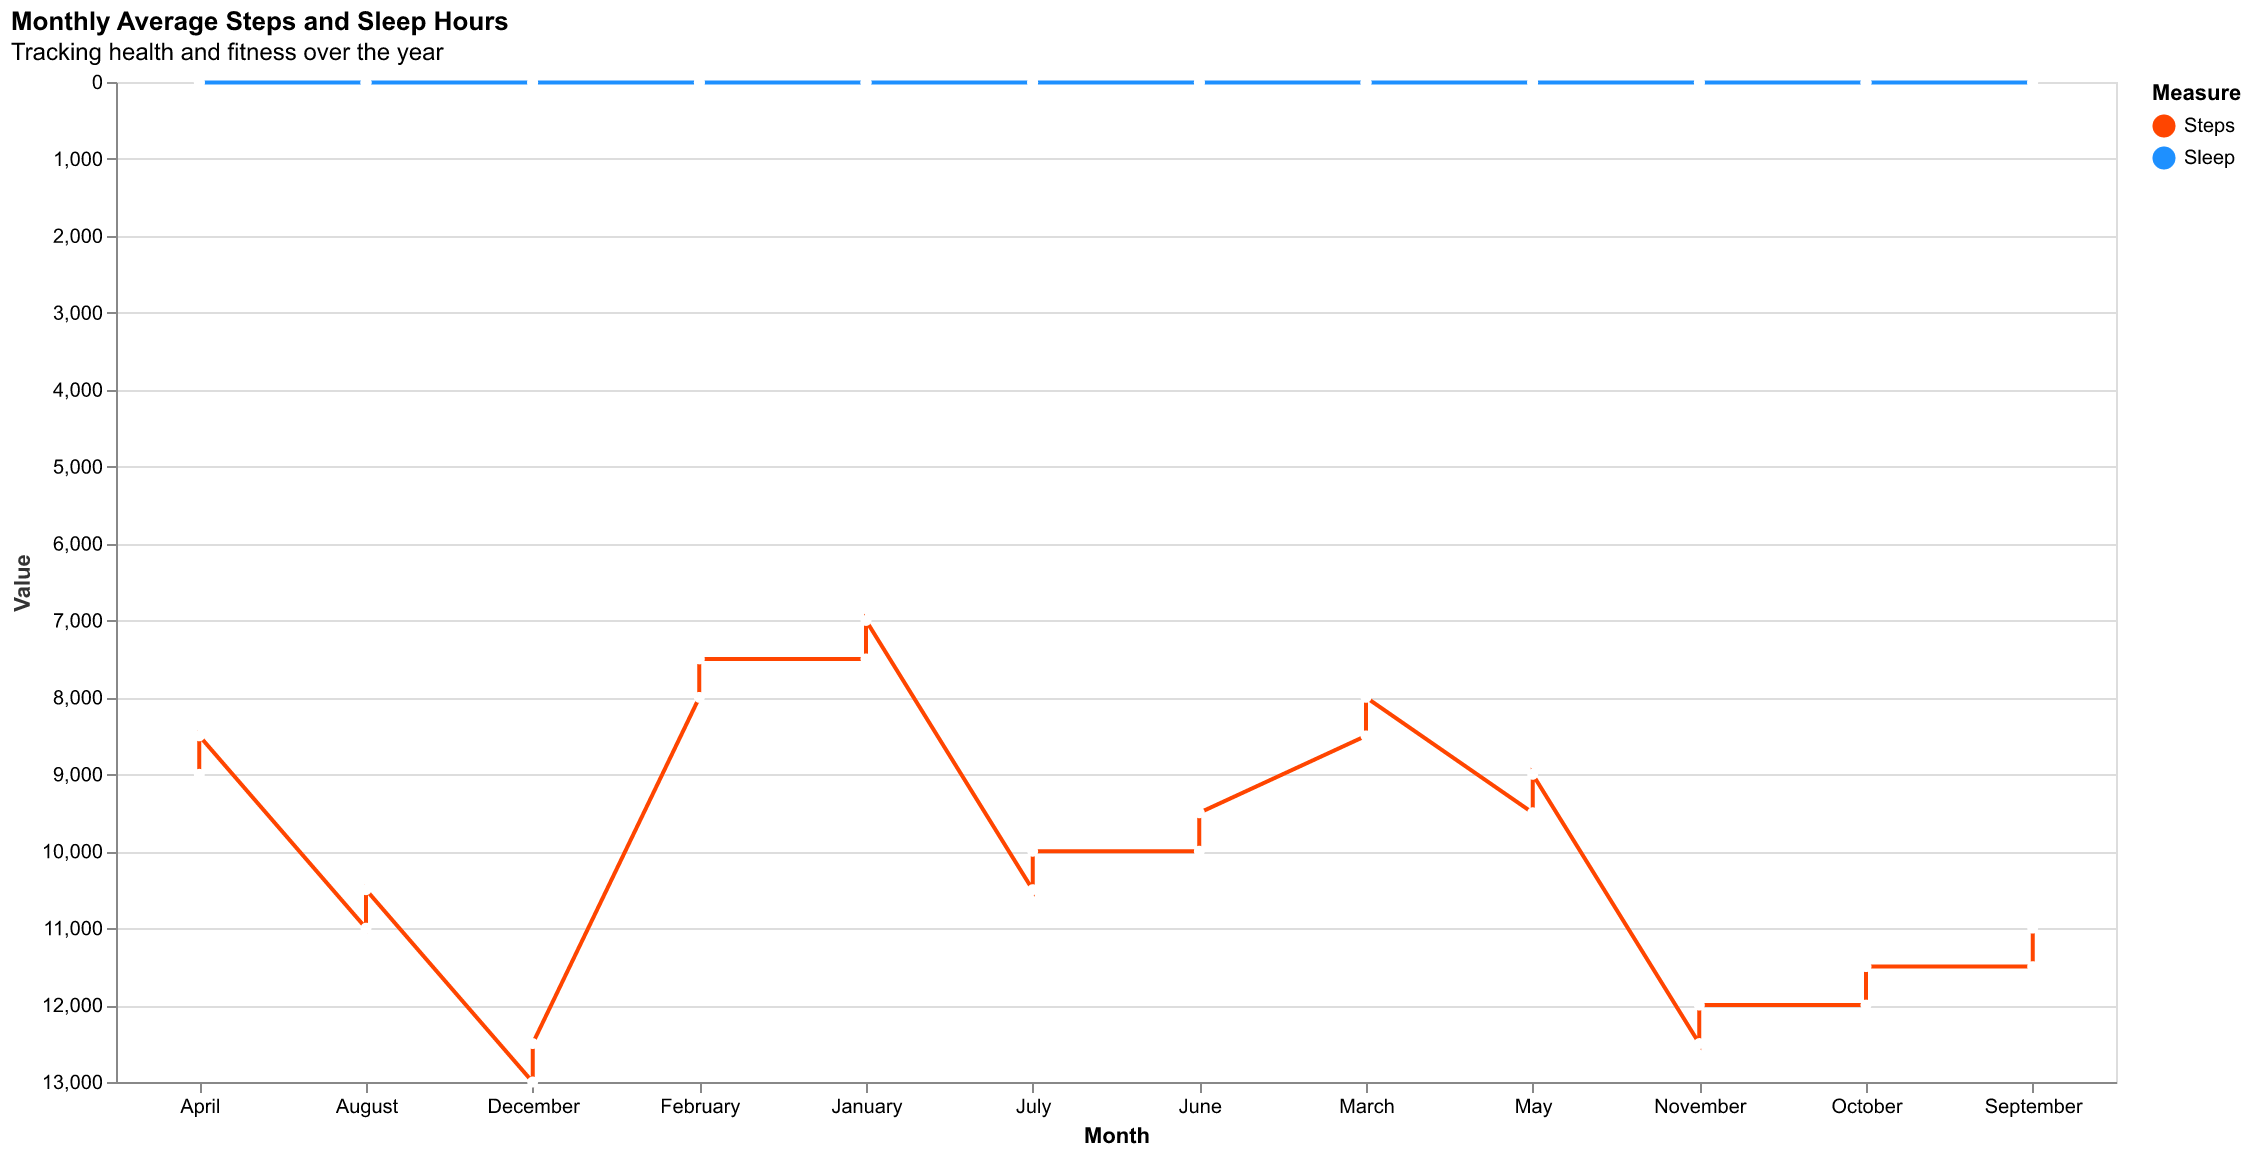 Monthly Average Steps and Sleep Hours
Tracking health and fitness over the year
0
1,000
2,000
3,000
4,000
5,000
6,000
7,000
8,000
9,000
10,000
11,000
12,000
13,000
Value
April August December February January July June March May November October September
Month
Measure
Steps
Sleep